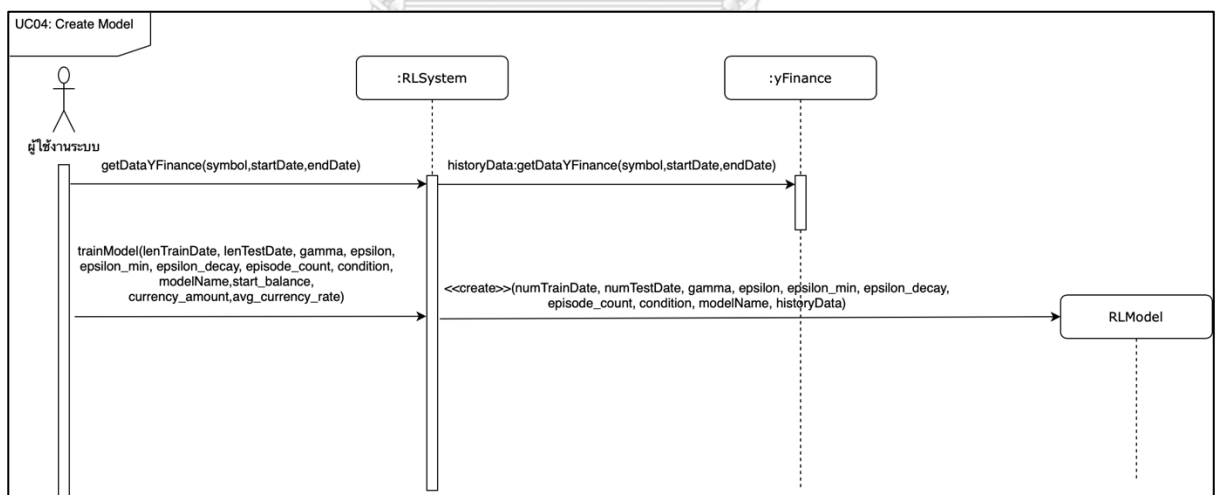 UC04: Create Model
:RLSystem
:yFinance
ผู้ใช้งานระบบ
getDataYFinance(symbol,startDate,endDate)
historyData:getDataYFinance(symbol,startDate,endDate)
trainModel(lenTrainDate, lenTestDate, gamma, epsilon,
epsilon_min, epsilon_decay, episode_count, condition,
modelName,start_balance,
currency_amount,avg_currency_rate)
<<create>>(numTrainDate, numTestDate, gamma, epsilon, epsilon_min, epsilon_decay,
episode_count, condition, modelName, historyData)
RLModel